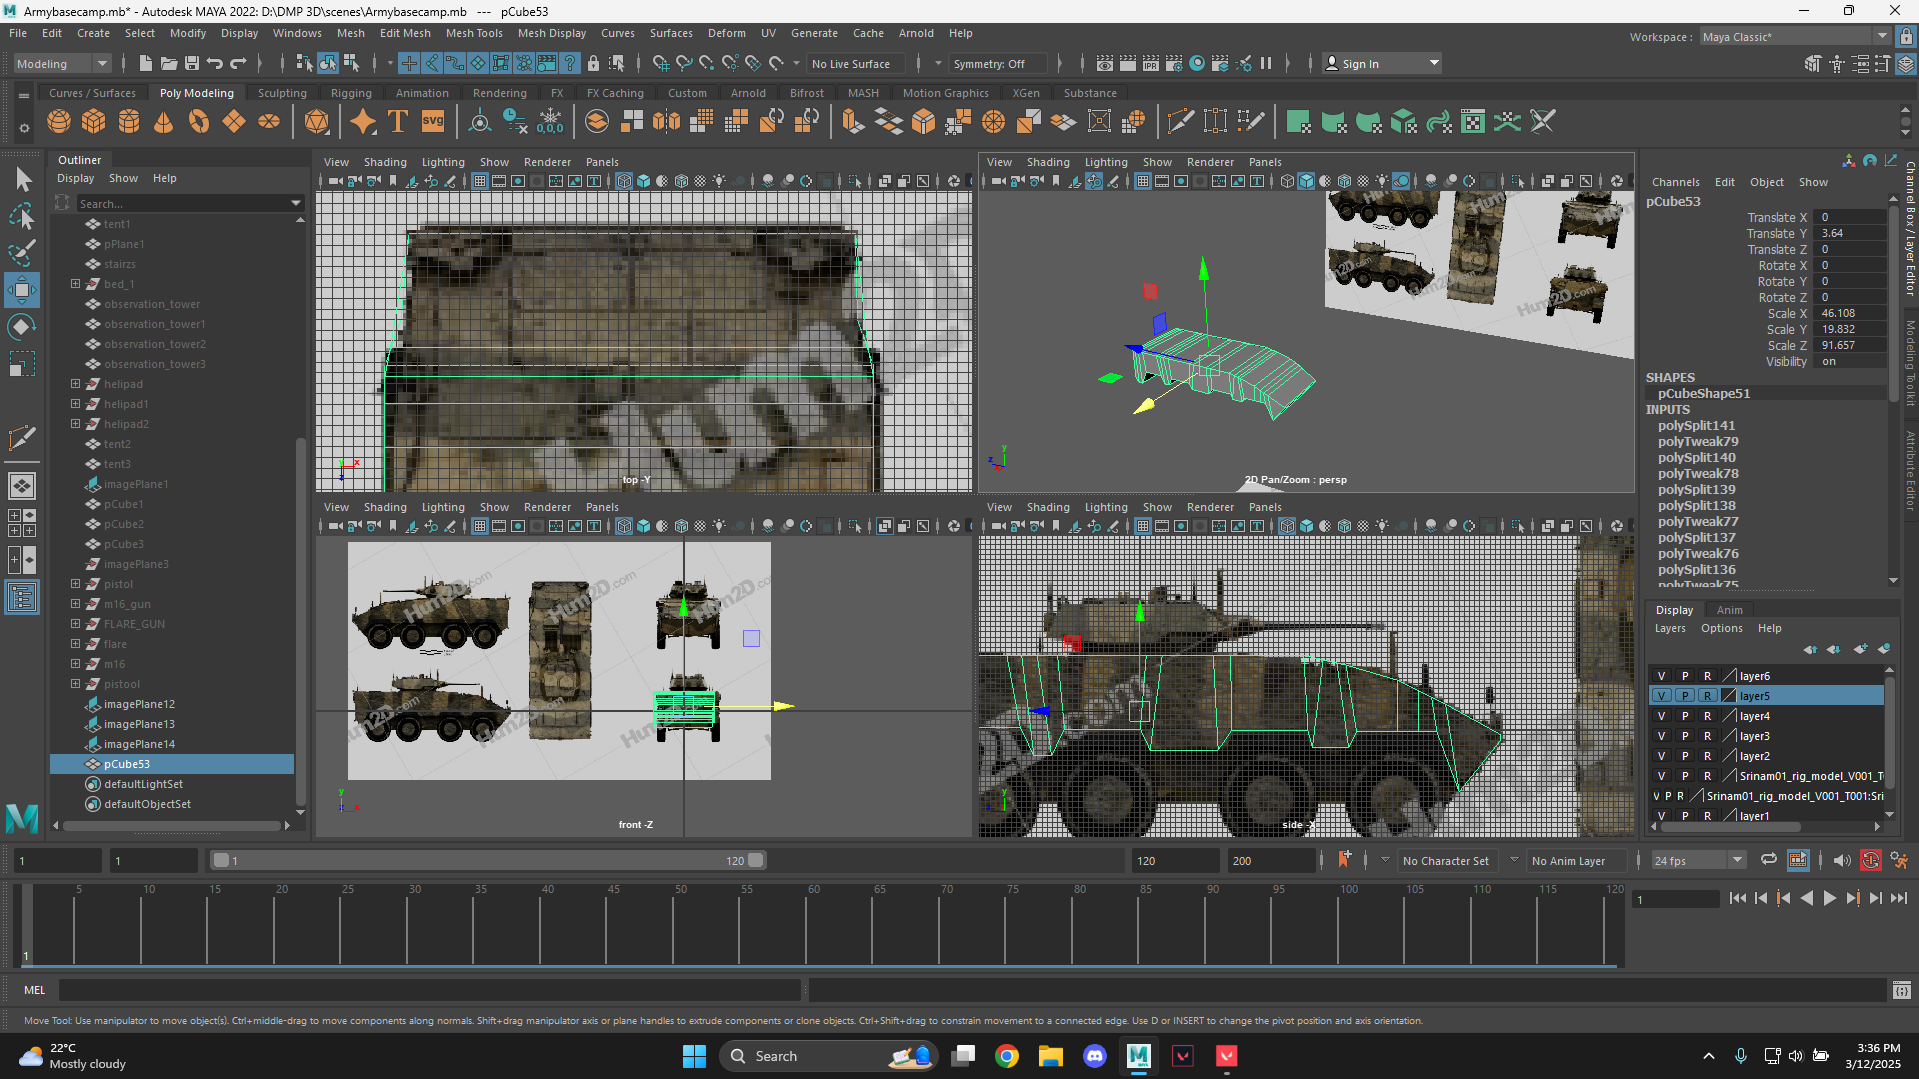 Armybasecamp.mb* - Autodesk MAYA 2022: D:\DMP 3D\scenes\Armybasecamp.mb --- pCube53
File Edit Create Select Modify Display Windows Mesh Edit Mesh Mesh Tools Mesh Display Curves Surfaces Deform UV Generate Cache Arnold Help
Workspace : Maya Classic*
Modeling
No Live Surface
Symmetry: Off
Sign In
Curves / Surfaces Poly Modeling Sculpting Rigging Animation Rendering FX FX Caching Custom Arnold Bifrost MASH Motion Graphics XGen Substance
Outliner
Display Show Help
Search...
tent1
pPlane1
stairzs
bed_1
observation_tower
observation_tower1
observation_tower2
observation_tower3
helipad
helipad1
helipad2
tent2
tent3
imagePlane1
pCube1
pCube2
pCube3
imagePlane3
pistol
m16_gun
FLARE_GUN
flare
m16
pistool
imagePlane12
imagePlane13
imagePlane14
pCube53
defaultLightSet
defaultObjectSet
View Shading Lighting Show Renderer Panels
top -Y
View Shading Lighting Show Renderer Panels
2D Pan/Zoom : persp
View Shading Lighting Show Renderer Panels
front -Z
View Shading Lighting Show Renderer Panels
side -X
Channels Edit Object Show
pCube53
Translate X 0
Translate Y 3.64
Translate Z 0
Rotate X 0
Rotate Y 0
Rotate Z 0
Scale X 46.108
Scale Y 19.832
Scale Z 91.657
Visibility on
SHAPES
pCubeShape51
INPUTS
polySplit141
polyTweak79
polySplit140
polyTweak78
polySplit139
polySplit138
polyTweak77
polySplit137
polyTweak76
polySplit136
polyTweak75
Channel Box / Layer Editor
Modeling Toolkit
Attribute Editor
Display Anim
Layers Options Help
V P R layer6
V P R layer5
V P R layer4
V P R layer3
V P R layer2
V P R Srinam01_rig_model_V001_T
V P R Srinam01_rig_model_V001_T001:Sri
V P R layer1
1 1 1 120 120 200 No Character Set No Anim Layer 24 fps
5 10 15 20 25 30 35 40 45 50 55 60 65 70 75 80 85 90 95 100 105 110 115 120
1
1
MEL
Move Tool: Use manipulator to move object(s). Ctrl+middle-drag to move components along normals. Shift+drag manipulator axis or plane handles to extrude components or clone objects. Ctrl+Shift+drag to constrain movement to a connected edge. Use D or INSERT to change the pivot position and axis orientation.
22°C
Mostly cloudy
Search
3:36 PM
3/12/2025